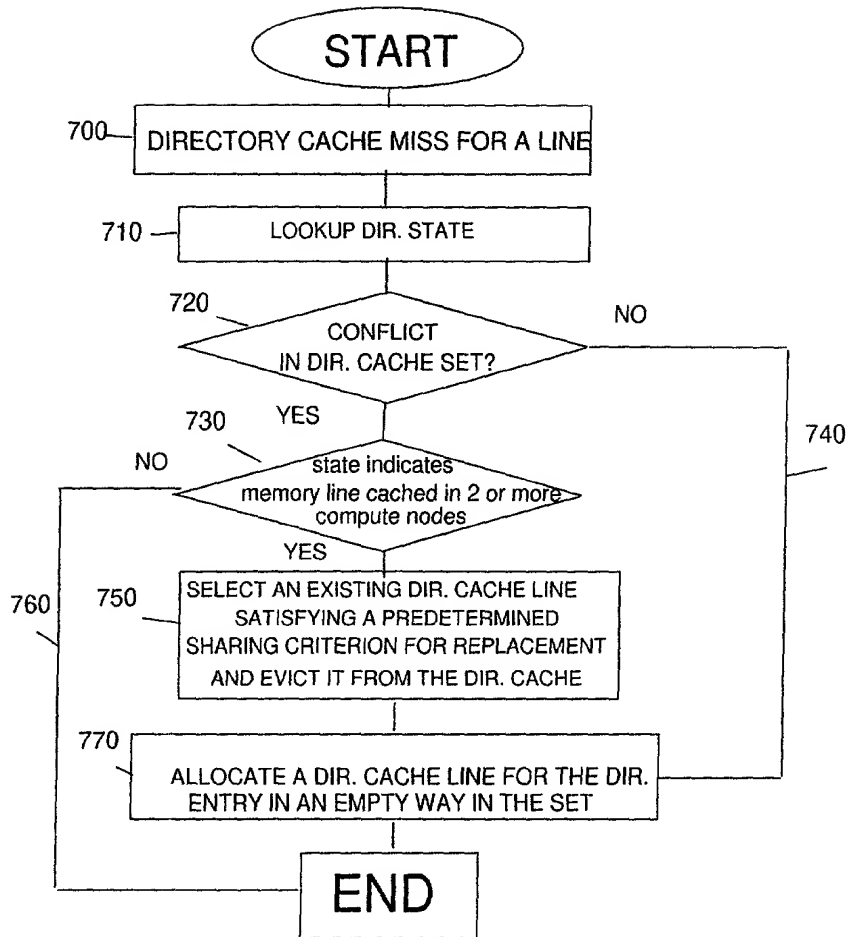 START
700
DIRECTORY CACHE MISS FOR A LINE
710
LOOKUP DIR. STATE
720
CONFLICT
IN DIR. CACHE SET?
NO
YES
730
740
NO
state indicates
memory line cached in 2 or more
compute nodes
YES
760
750
SELECT AN EXISTING DIR. CACHE LINE
SATISFYING A PREDETERMINED
SHARING CRITERION FOR REPLACEMENT
AND EVICT IT FROM THE DIR. CACHE
770
ALLOCATE A DIR. CACHE LINE FOR THE DIR.
ENTRY IN AN EMPTY WAY IN THE SET
END